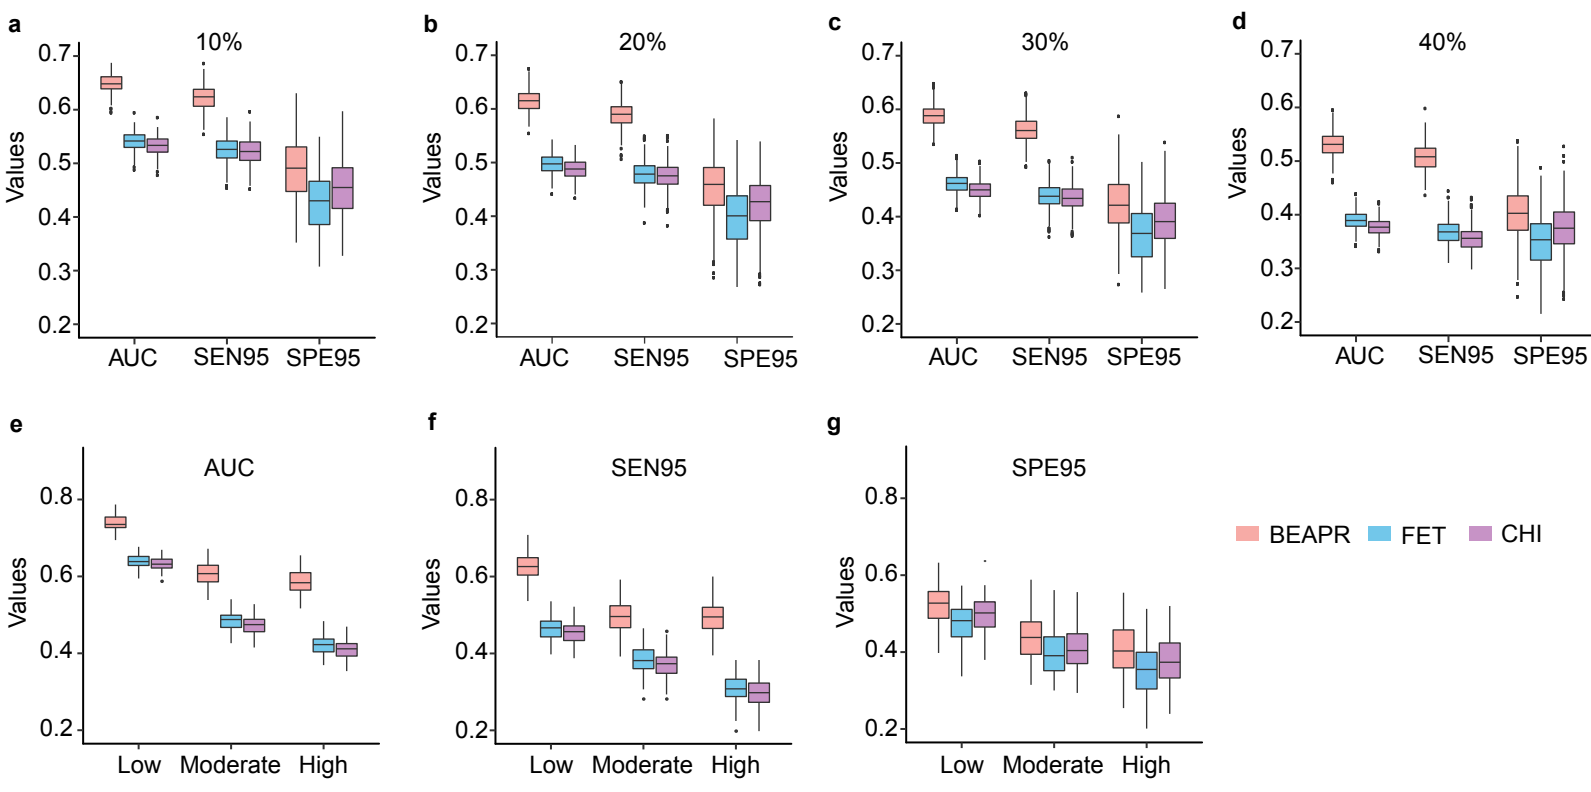 a
10%
0.7
0.6
0.5
0.4
0.3
0.2
Values
AUC SEN95 SPE95
b
20%
0.7
0.6
0.5
0.4
0.3
0.2
Values
AUC SEN95 SPE95
c
30%
0.7
0.6
0.5
0.4
0.3
0.2
Values
AUC SEN95 SPE95
d
40%
0.7
0.6
0.5
0.4
0.3
0.2
Values
AUC SEN95 SPE95
e
AUC
0.8
0.6
0.4
0.2
Values
Low Moderate High
f
SEN95
0.8
0.6
0.4
0.2
Values
Low Moderate High
g
SPE95
0.8
0.6
0.4
0.2
Values
Low Moderate High
BEAPR FET CHI